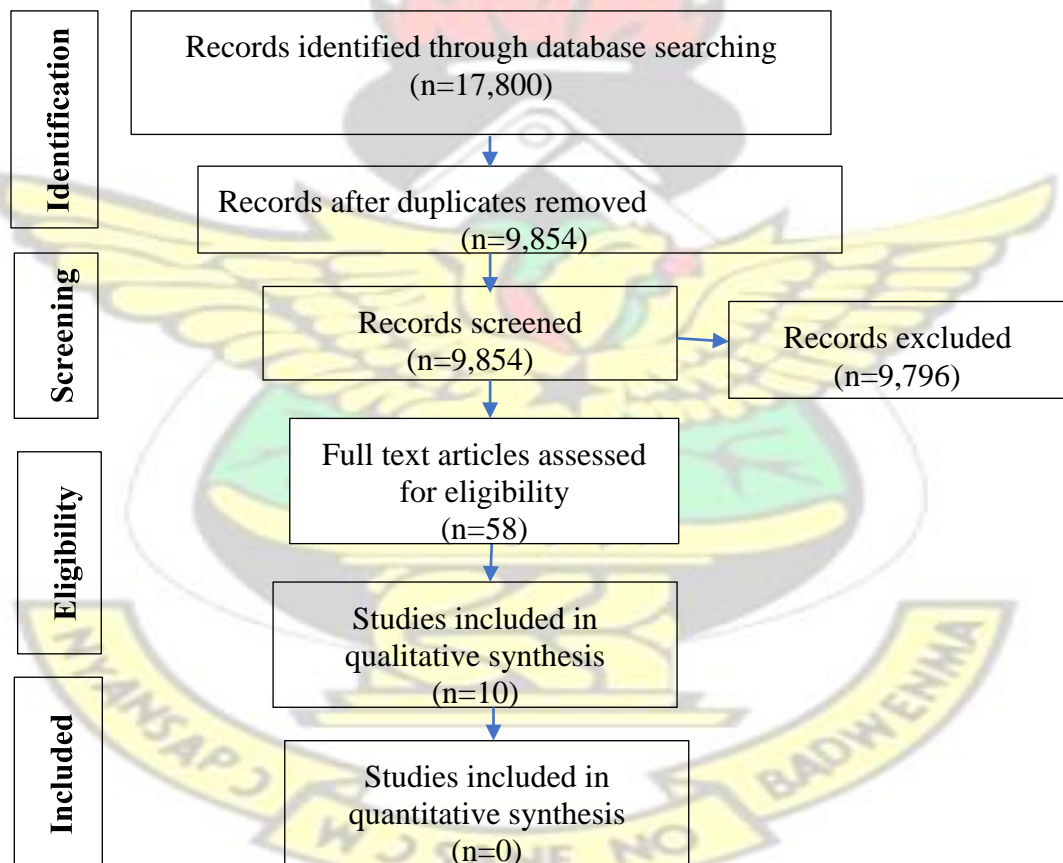 Identification
Records identified through database searching
(n=17,800)
Records after duplicates removed
(n=9,854)
Screening
Records screened
(n=9,854)
Records excluded
(n=9,796)
Eligibility
Full text articles assessed
for eligibility
(n=58)
Studies included in
qualitative synthesis
(n=10)
Included
Studies included in
quantitative synthesis
(n=0)
NYANSAPƆ
BADWENMA